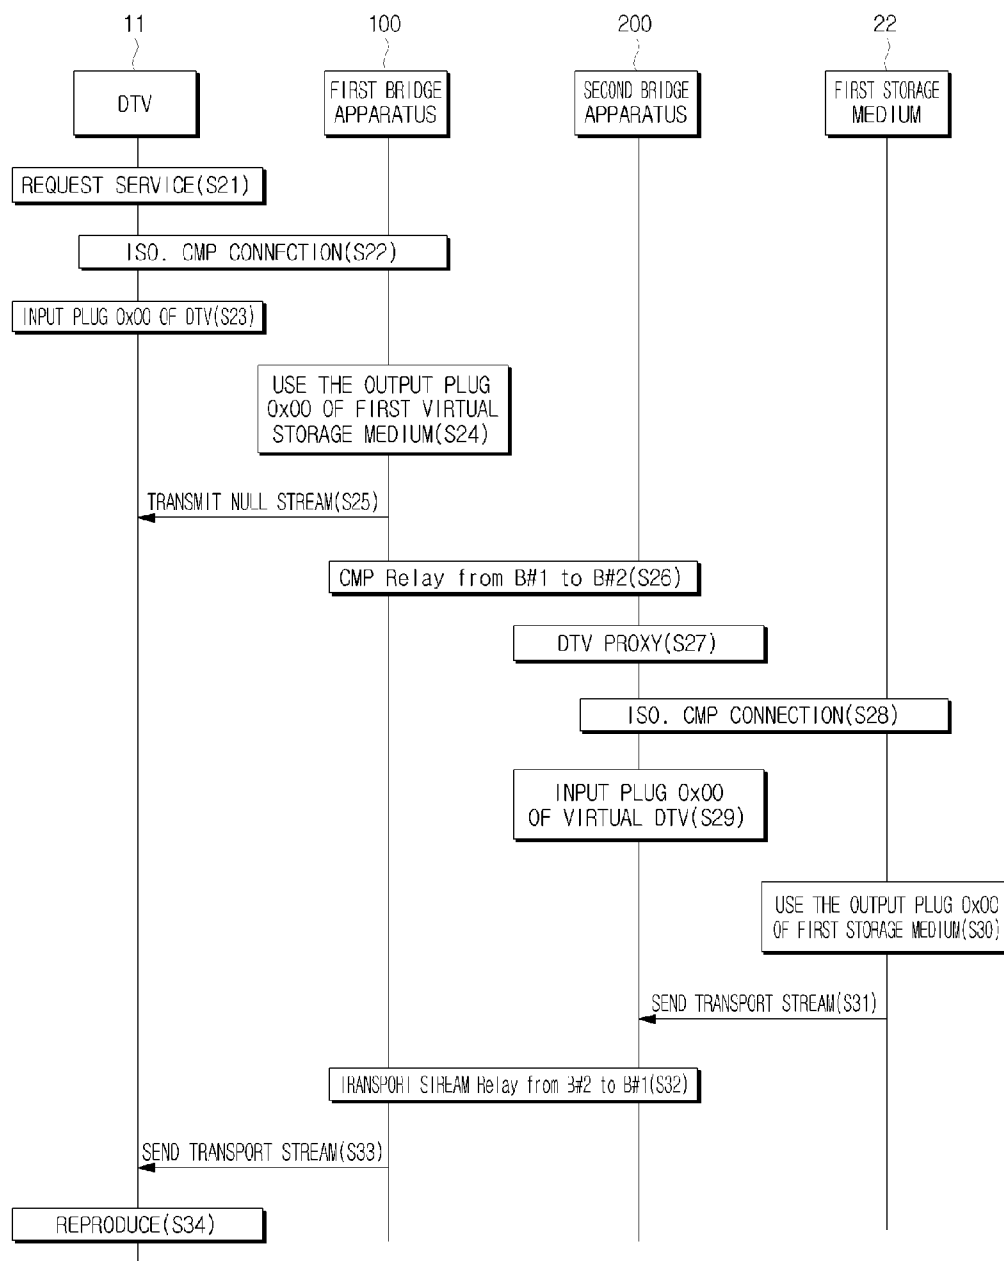 11
100
200
22
DTV
FIRST BRIDGE
APPARATUS
SECOND BRIDGE
APPARATUS
FIRST STORAGE
MEDIUM
REQUEST SERVICE(S21)
ISO. CMP CONNECTION(S22)
INPUT PLUG 0x00 OF DTV(S23)
USE THE OUTPUT PLUG
0x00 OF FIRST VIRTUAL
STORAGE MEDIUM(S24)
TRANSMIT NULL STREAM(S25)
CMP Relay from B#1 to B#2(S26)
DTV PROXY(S27)
ISO. CMP CONNECTION(S28)
INPUT PLUG 0x00
OF VIRTUAL DTV(S29)
USE THE OUTPUT PLUG 0x00
OF FIRST STORAGE MEDIUM(S30)
SEND TRANSPORT STREAM(S31)
TRANSPORT STREAM Relay from B#2 to B#1(S32)
SEND TRANSPORT STREAM(S33)
REPRODUCE(S34)